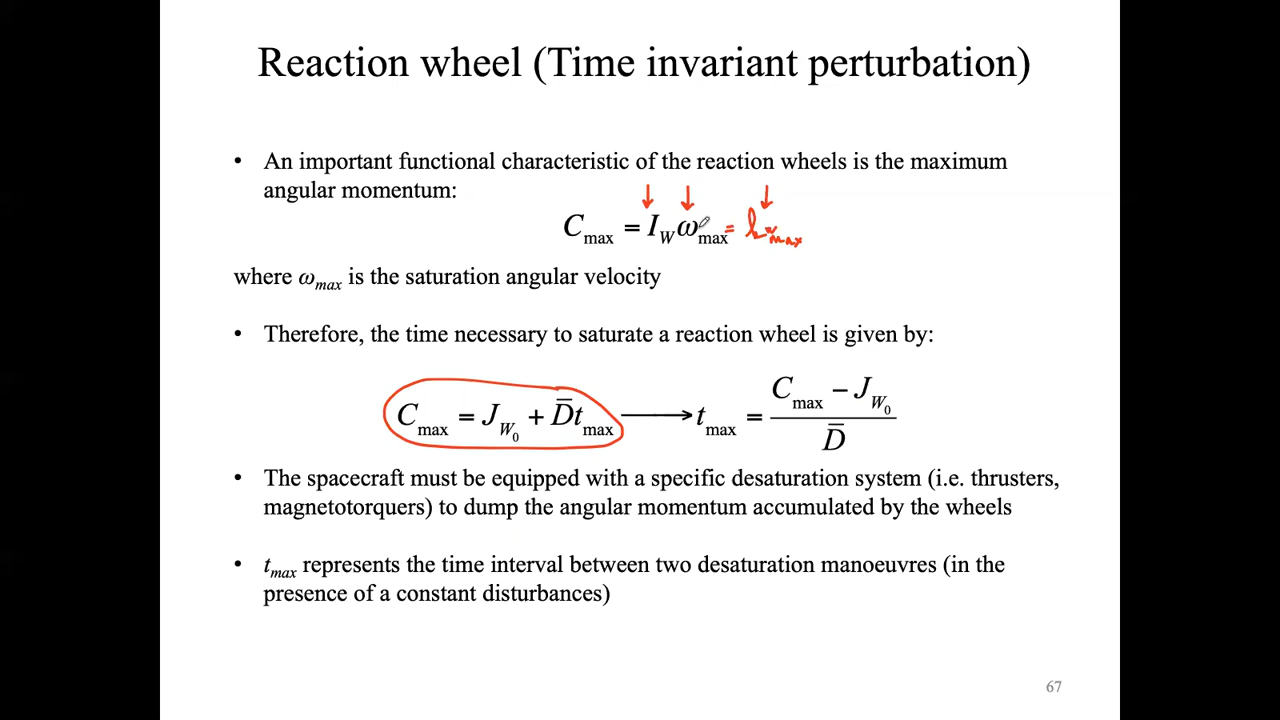 Reaction wheel (Time invariant perturbation)
• An important functional characteristic of the reaction wheels is the maximum
angular momentum:
↓ ↓ ↓
C_max = I_W ω_max = h_w_max
where ω_max is the saturation angular velocity
• Therefore, the time necessary to saturate a reaction wheel is given by:
C_max = J_W_0 + D̄t_max ⟶ t_max = (C_max − J_W_0) / D̄
• The spacecraft must be equipped with a specific desaturation system (i.e. thrusters,
magnetotorquers) to dump the angular momentum accumulated by the wheels
• t_max represents the time interval between two desaturation manoeuvres (in the
presence of a constant disturbances)
67